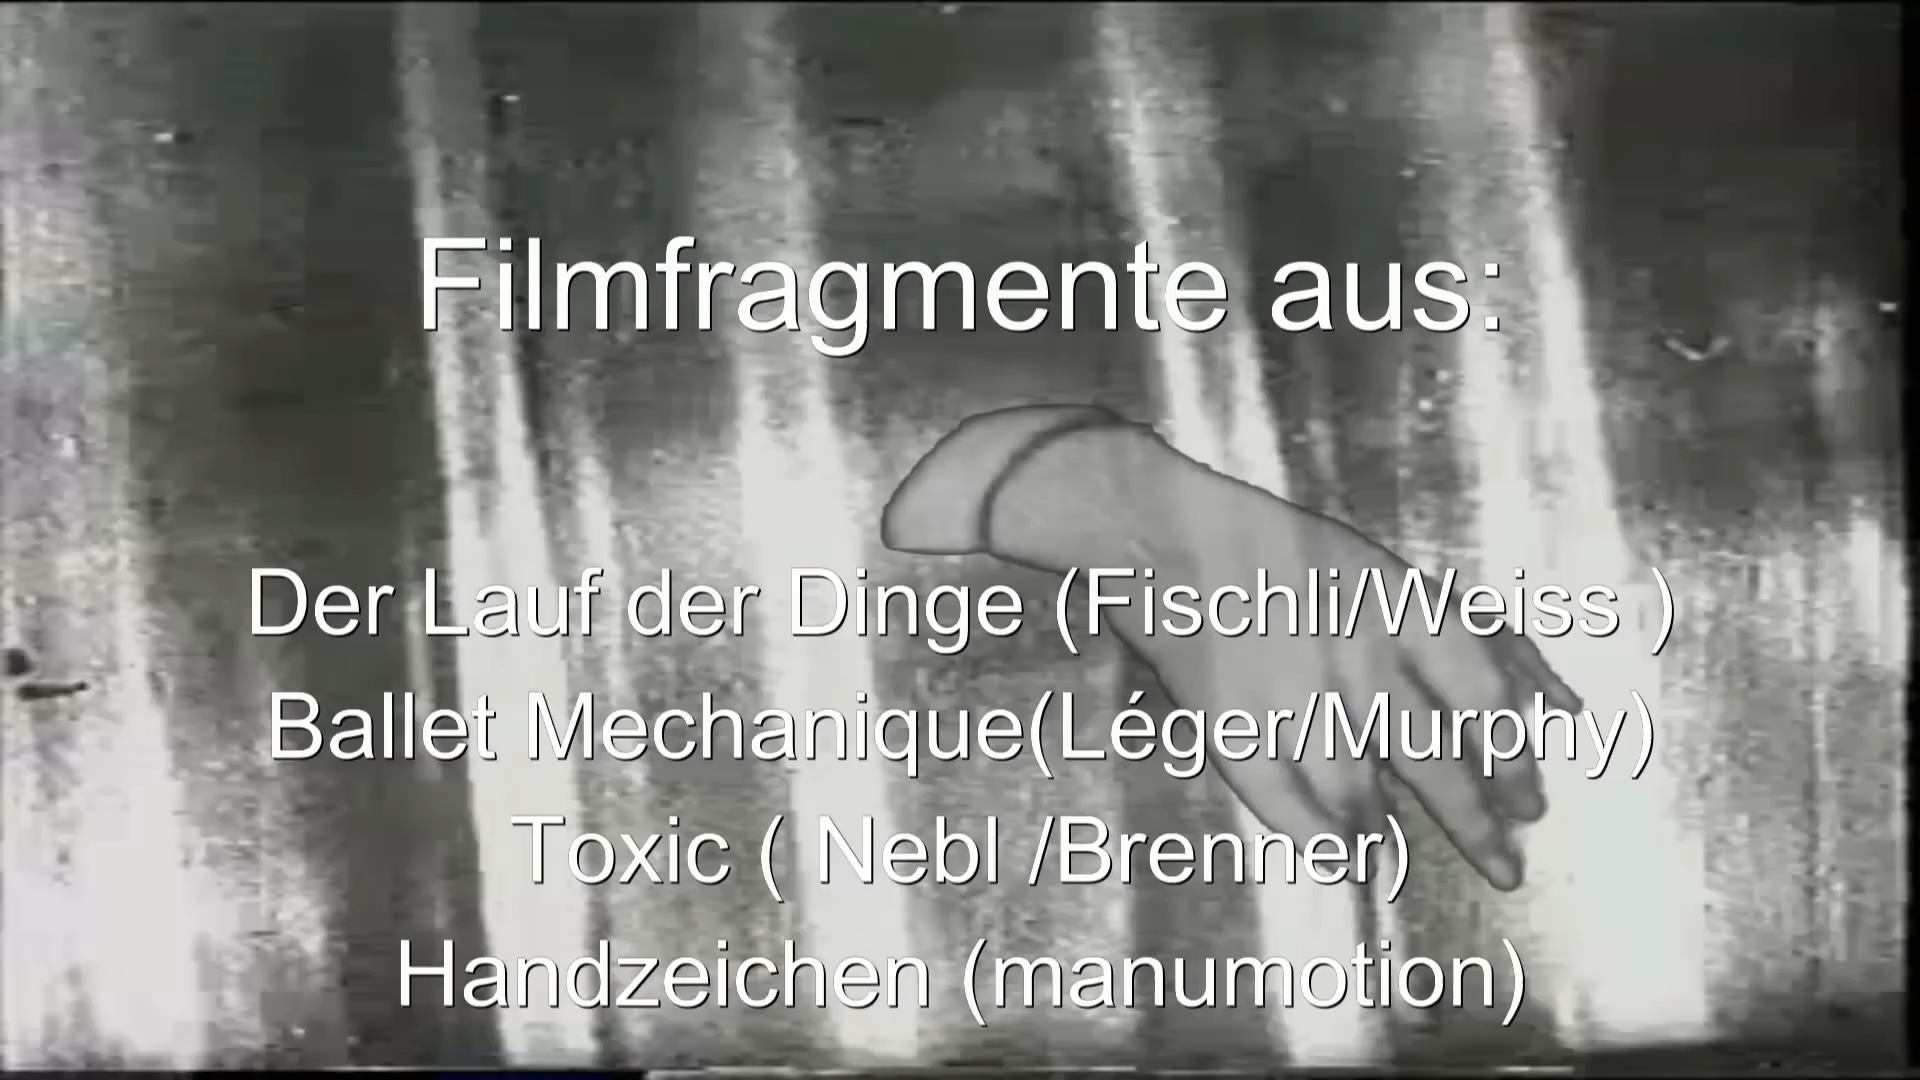 Filmfragmente aus:
Der Lauf der Dinge (Fischli/Weiss )
Ballet Mechanique(Léger/Murphy)
Toxic ( Nebl /Brenner)
Handzeichen (manumotion)